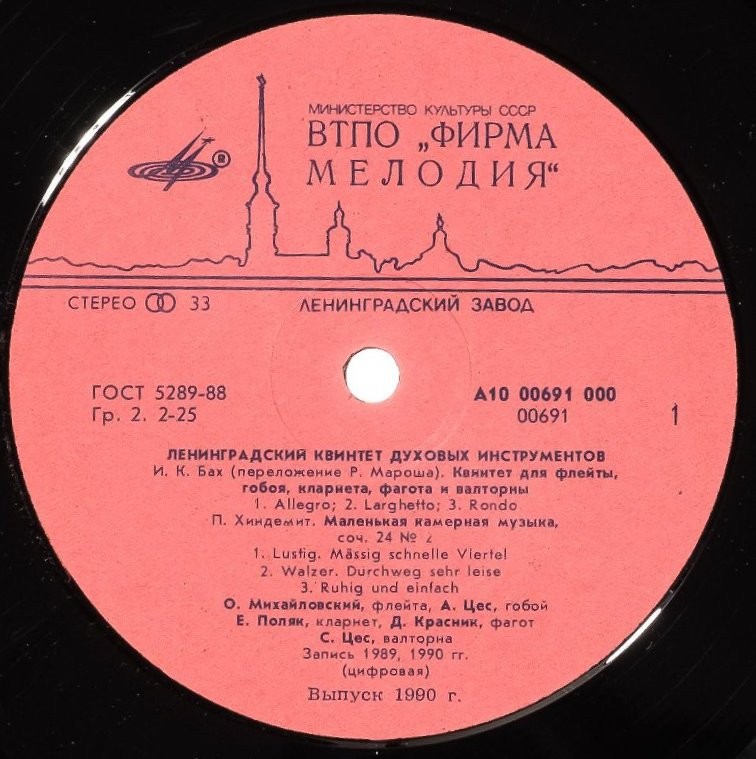 МИНИСТЕРСТВО КУЛЬТУРЫ СССР
ВТПО „ФИРМА
МЕЛОДИЯ“
®
СТЕРЕО 33
ЛЕНИНГРАДСКИЙ ЗАВОД
ГОСТ 5289-88
Гр. 2. 2-25
А10 00691 000
00691
1
ЛЕНИНГРАДСКИЙ КВИНТЕТ ДУХОВЫХ ИНСТРУМЕНТОВ
И. К. Бах (переложение Р. Мароша). Квинтет для флейты,
гобоя, кларнета, фагота и валторны
1. Allegro; 2. Larghetto; 3. Rondo
П. Хиндемит. Маленькая камерная музыка,
соч. 24 № 2
1. Lustig. Mässig schnelle Viertel
2. Walzer. Durchweg sehr leise
3. Ruhig und einfach
О. Михайловский, флейта, А. Цес, гобой
Е. Поляк, кларнет, Д. Красник, фагот
С. Цес, валторна
Запись 1989, 1990 гг.
(цифровая)
Выпуск 1990 г.